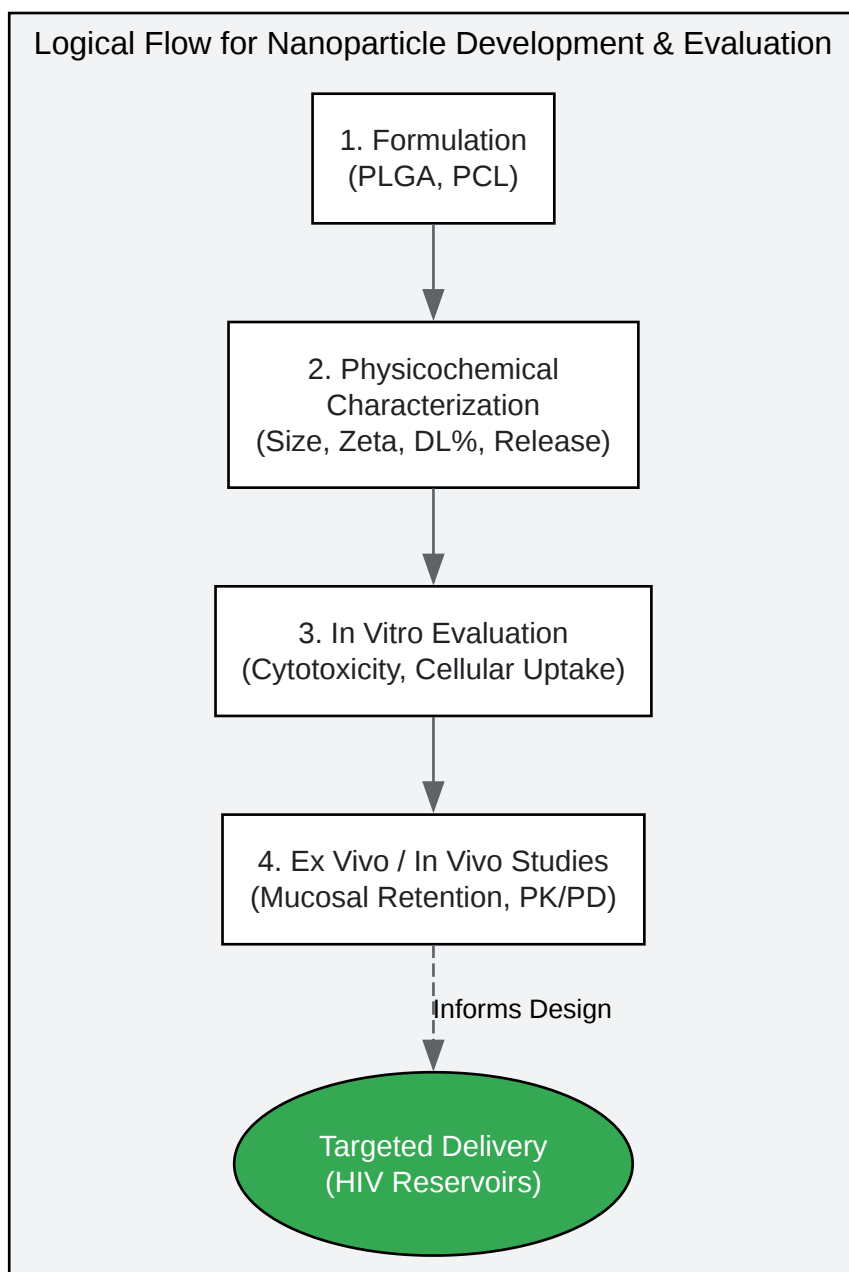 Logical Flow for Nanoparticle Development & Evaluation
1. Formulation
(PLGA, PCL)
2. Physicochemical
Characterization
(Size, Zeta, DL%, Release)
3. In Vitro Evaluation
(Cytotoxicity, Cellular Uptake)
4. Ex Vivo / In Vivo Studies
(Mucosal Retention, PK/PD)
Informs Design
Targeted Delivery
(HIV Reservoirs)